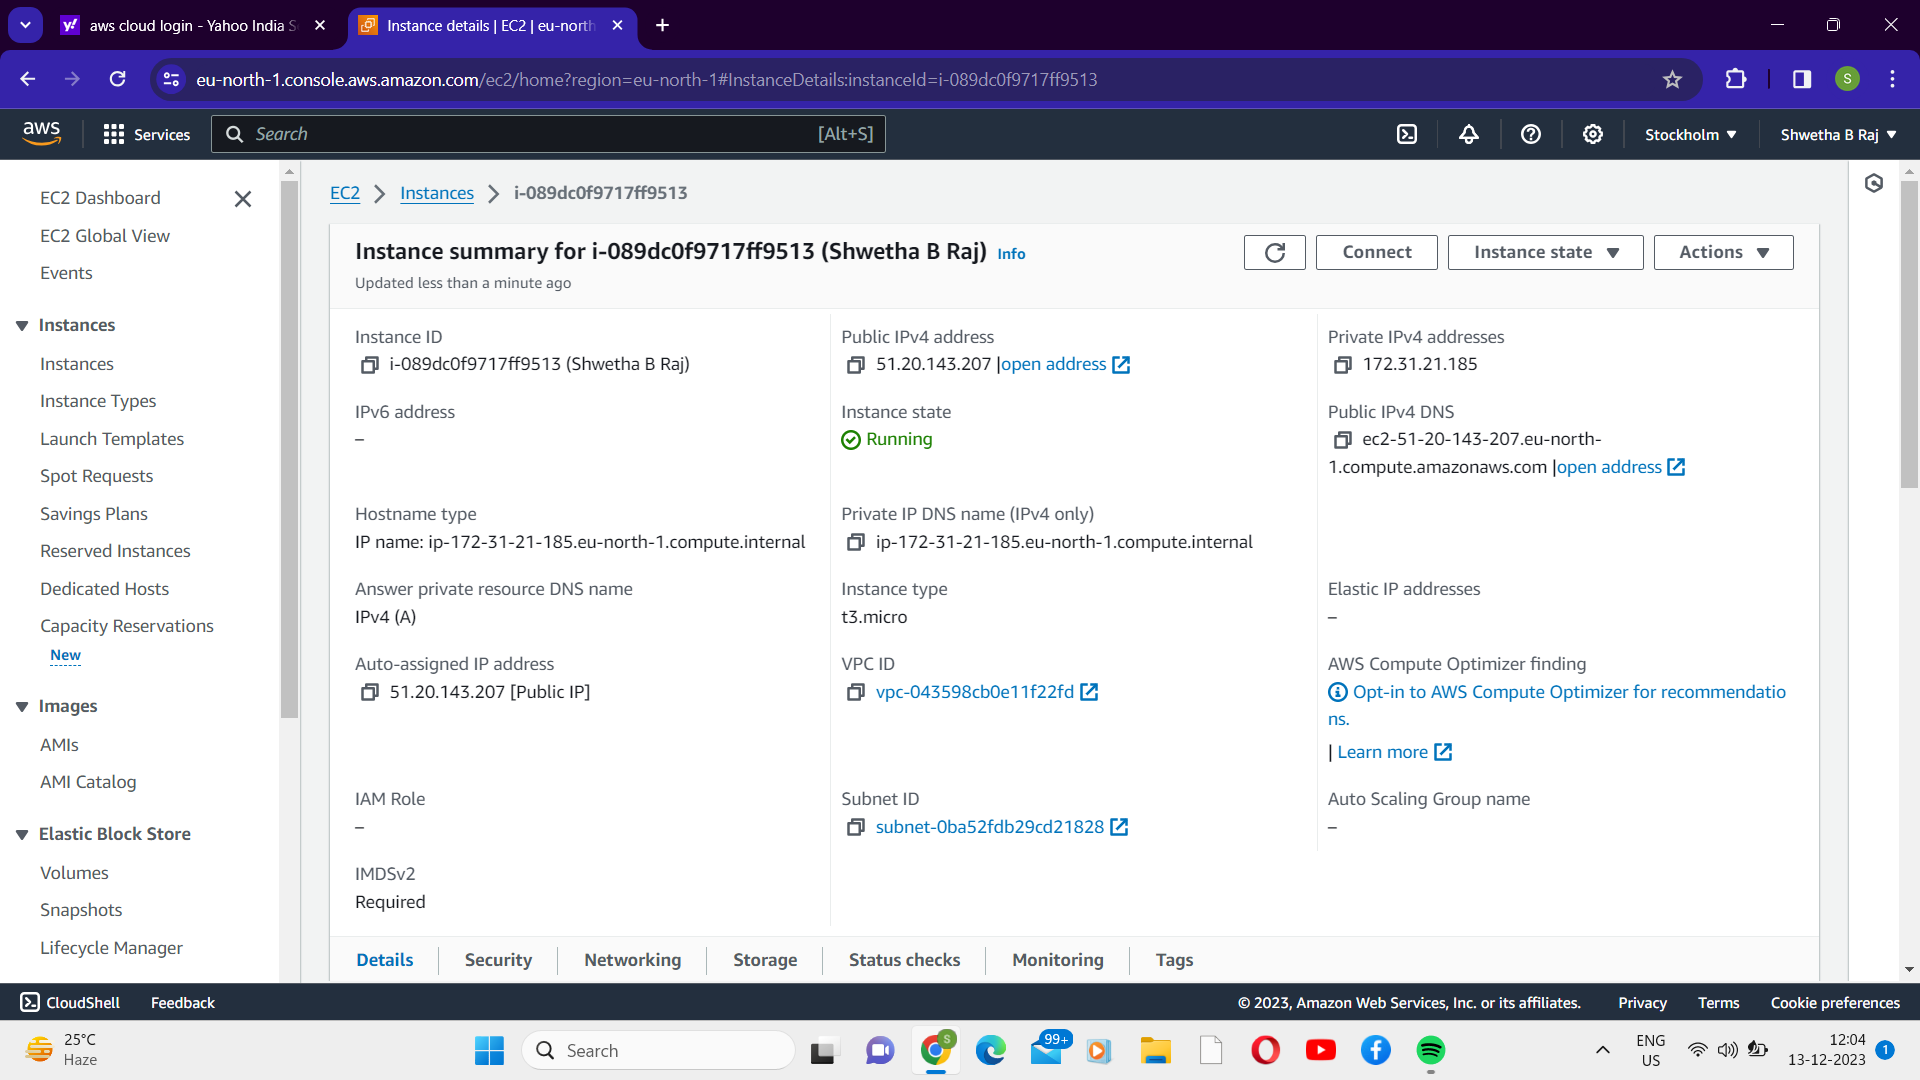 aws cloud login - Yahoo India S
Instance details | EC2 | eu-north
eu-north-1.console.aws.amazon.com/ec2/home?region=eu-north-1#InstanceDetails:instanceId=i-089dc0f9717ff9513
S
aws
Services
Search
[Alt+S]
Stockholm
Shwetha B Raj
EC2 Dashboard
EC2 Global View
Events
Instances
Instances
Instance Types
Launch Templates
Spot Requests
Savings Plans
Reserved Instances
Dedicated Hosts
Capacity Reservations
New
Images
AMIs
AMI Catalog
Elastic Block Store
Volumes
Snapshots
Lifecycle Manager
EC2
Instances
i-089dc0f9717ff9513
Instance summary for i-089dc0f9717ff9513 (Shwetha B Raj) Info
Updated less than a minute ago
Connect
Instance state
Actions
Instance ID
i-089dc0f9717ff9513 (Shwetha B Raj)
Public IPv4 address
51.20.143.207 |open address
Private IPv4 addresses
172.31.21.185
IPv6 address
–
Instance state
Running
Public IPv4 DNS
ec2-51-20-143-207.eu-north-
1.compute.amazonaws.com |open address
Hostname type
IP name: ip-172-31-21-185.eu-north-1.compute.internal
Private IP DNS name (IPv4 only)
ip-172-31-21-185.eu-north-1.compute.internal
Answer private resource DNS name
IPv4 (A)
Instance type
t3.micro
Elastic IP addresses
–
Auto-assigned IP address
51.20.143.207 [Public IP]
VPC ID
vpc-043598cb0e11f22fd
AWS Compute Optimizer finding
Opt-in to AWS Compute Optimizer for recommendatio
ns.
| Learn more
IAM Role
–
Subnet ID
subnet-0ba52fdb29cd21828
Auto Scaling Group name
–
IMDSv2
Required
Details
Security
Networking
Storage
Status checks
Monitoring
Tags
CloudShell
Feedback
© 2023, Amazon Web Services, Inc. or its affiliates.
Privacy
Terms
Cookie preferences
25°C
Haze
Search
S
99+
ENG
US
12:04
13-12-2023
1